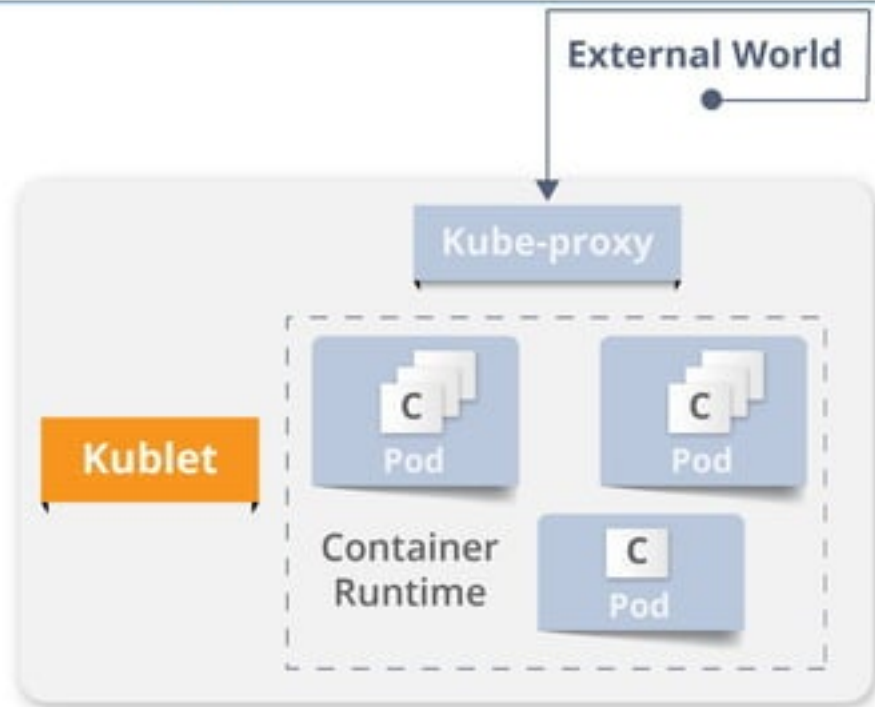 External World
Kube-proxy
C
Pod
C
Pod
Kublet
Container
Runtime
C
Pod